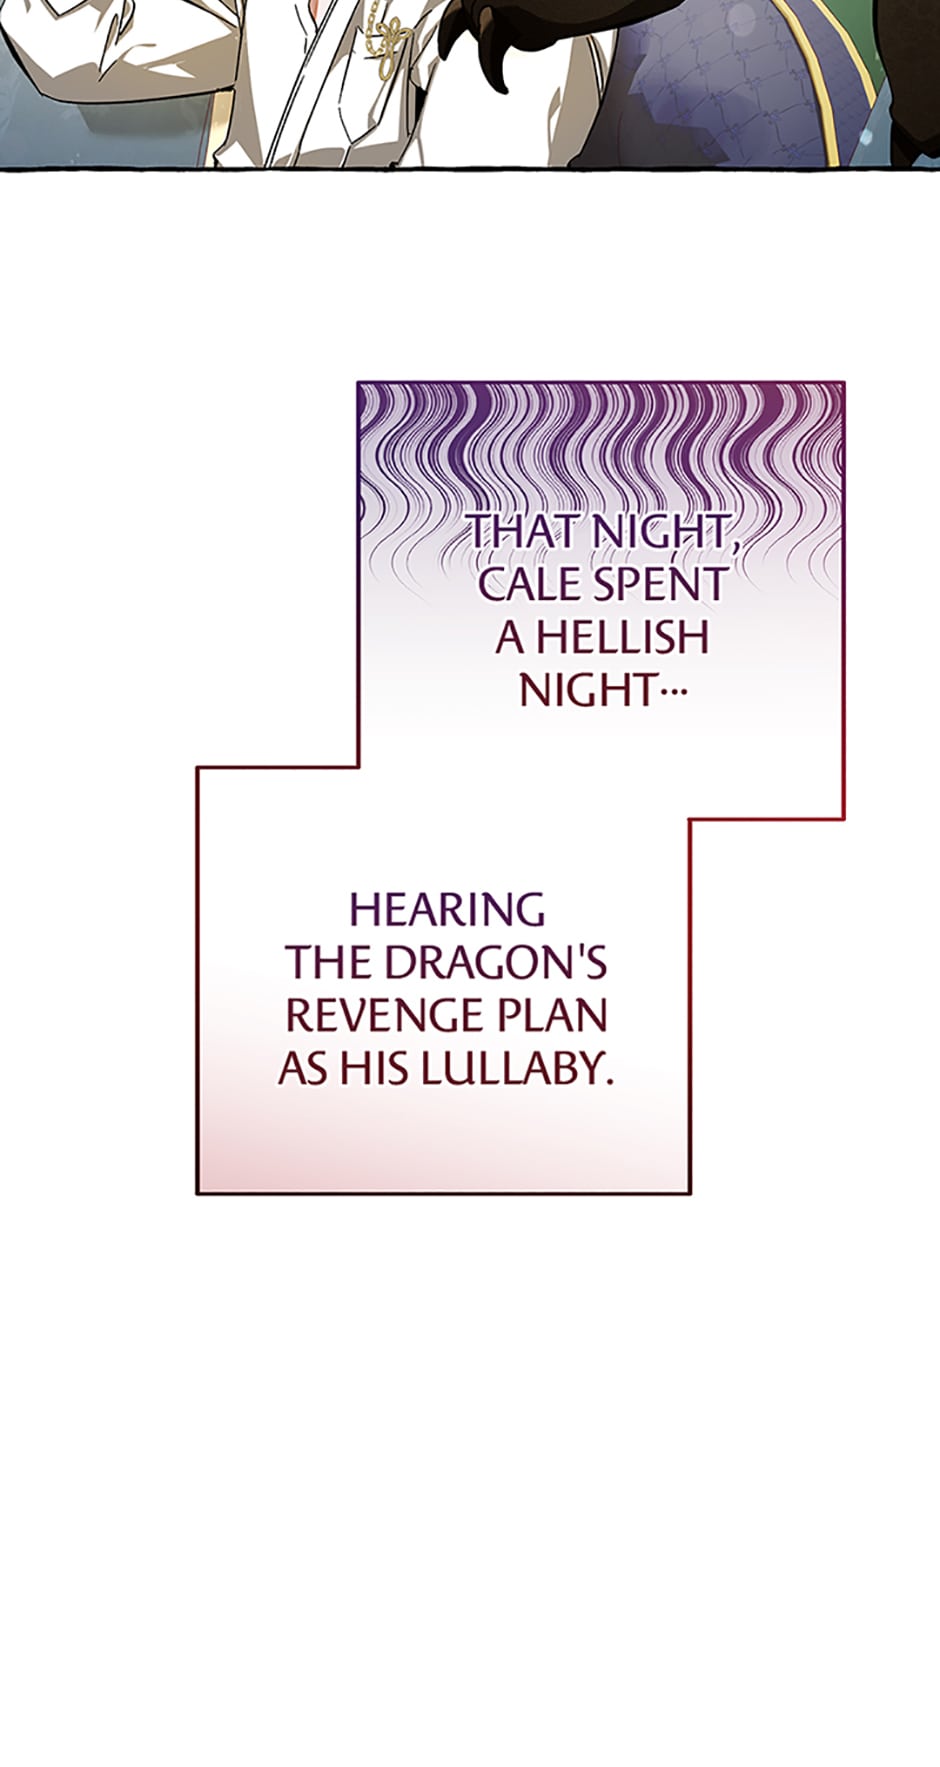 THAT NIGHT,
CALE SPENT
A HELLISH
NIGHT···
HEARING
THE DRAGON'S
REVENGE PLAN
AS HIS LULLABY.